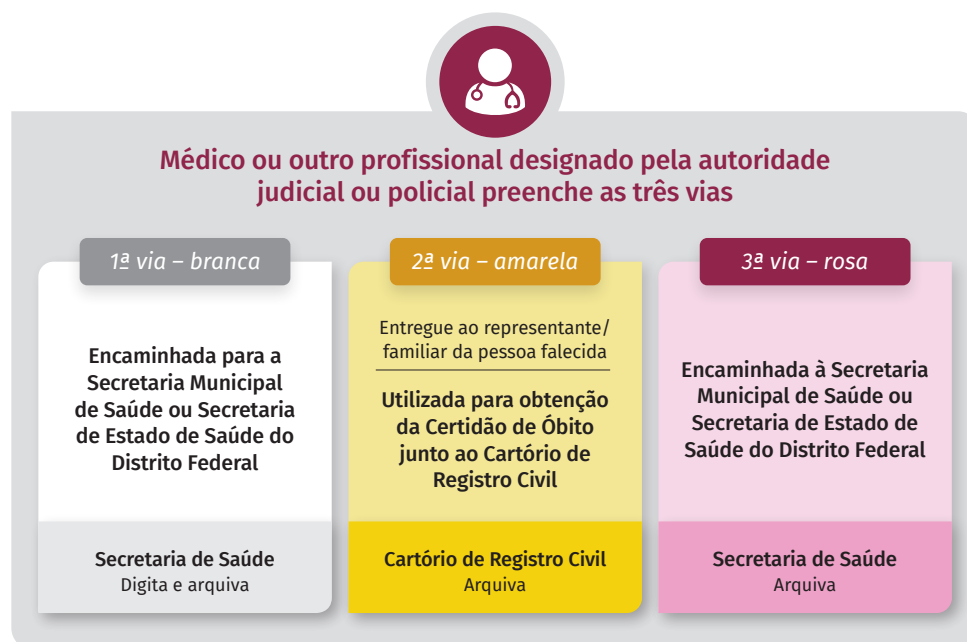 Médico ou outro profissional designado pela autoridade
judicial ou policial preenche as três vias
1ª via – branca
Encaminhada para a
Secretaria Municipal
de Saúde ou Secretaria
de Estado de Saúde do
Distrito Federal
Secretaria de Saúde
Digita e arquiva
2ª via – amarela
Entregue ao representante/
familiar da pessoa falecida
Utilizada para obtenção
da Certidão de Óbito
junto ao Cartório de
Registro Civil
Cartório de Registro Civil
Arquiva
3ª via – rosa
Encaminhada à Secretaria
Municipal de Saúde ou
Secretaria de Estado de
Saúde do Distrito Federal
Secretaria de Saúde
Arquiva